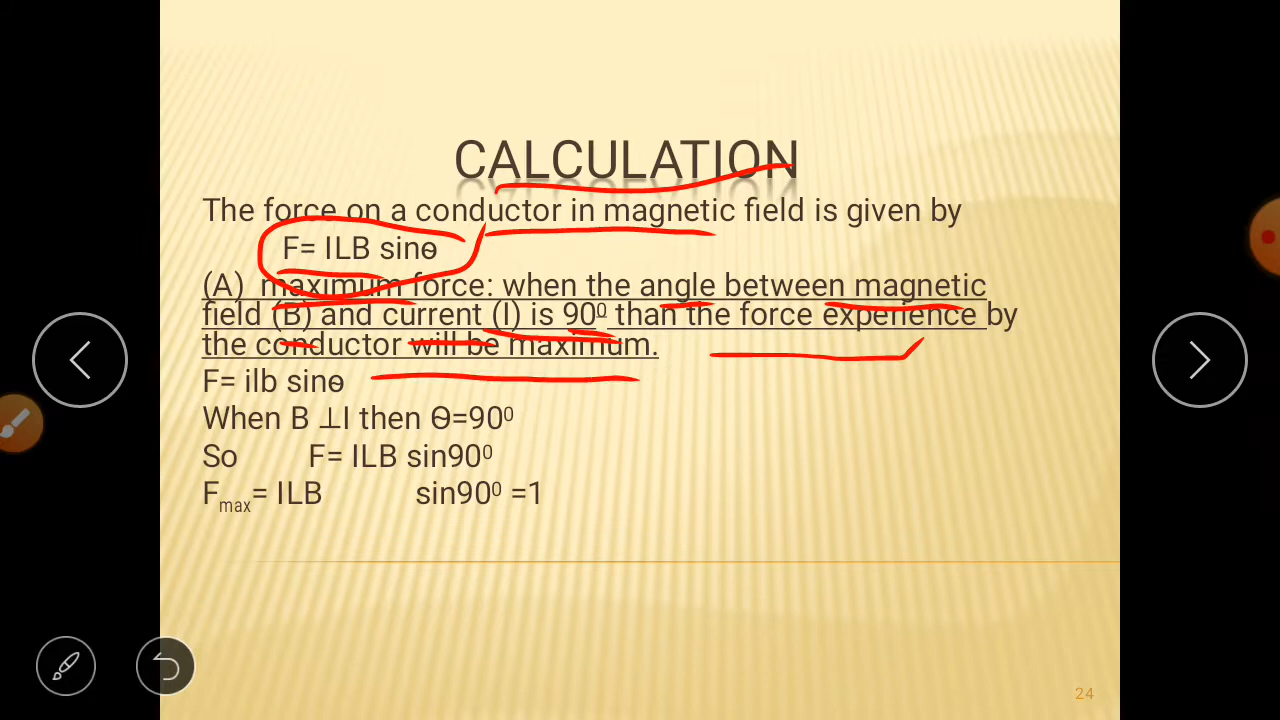 CALCULATION
The force on a conductor in magnetic field is given by
F= ILB sinɵ
(A) maximum force: when the angle between magnetic
field (B) and current (I) is 90⁰ than the force experience by
the conductor will be maximum.
F= ilb sinɵ
When B ⊥I then Ɵ=90⁰
So F= ILB sin90⁰
Fmax= ILB sin90⁰ =1
24